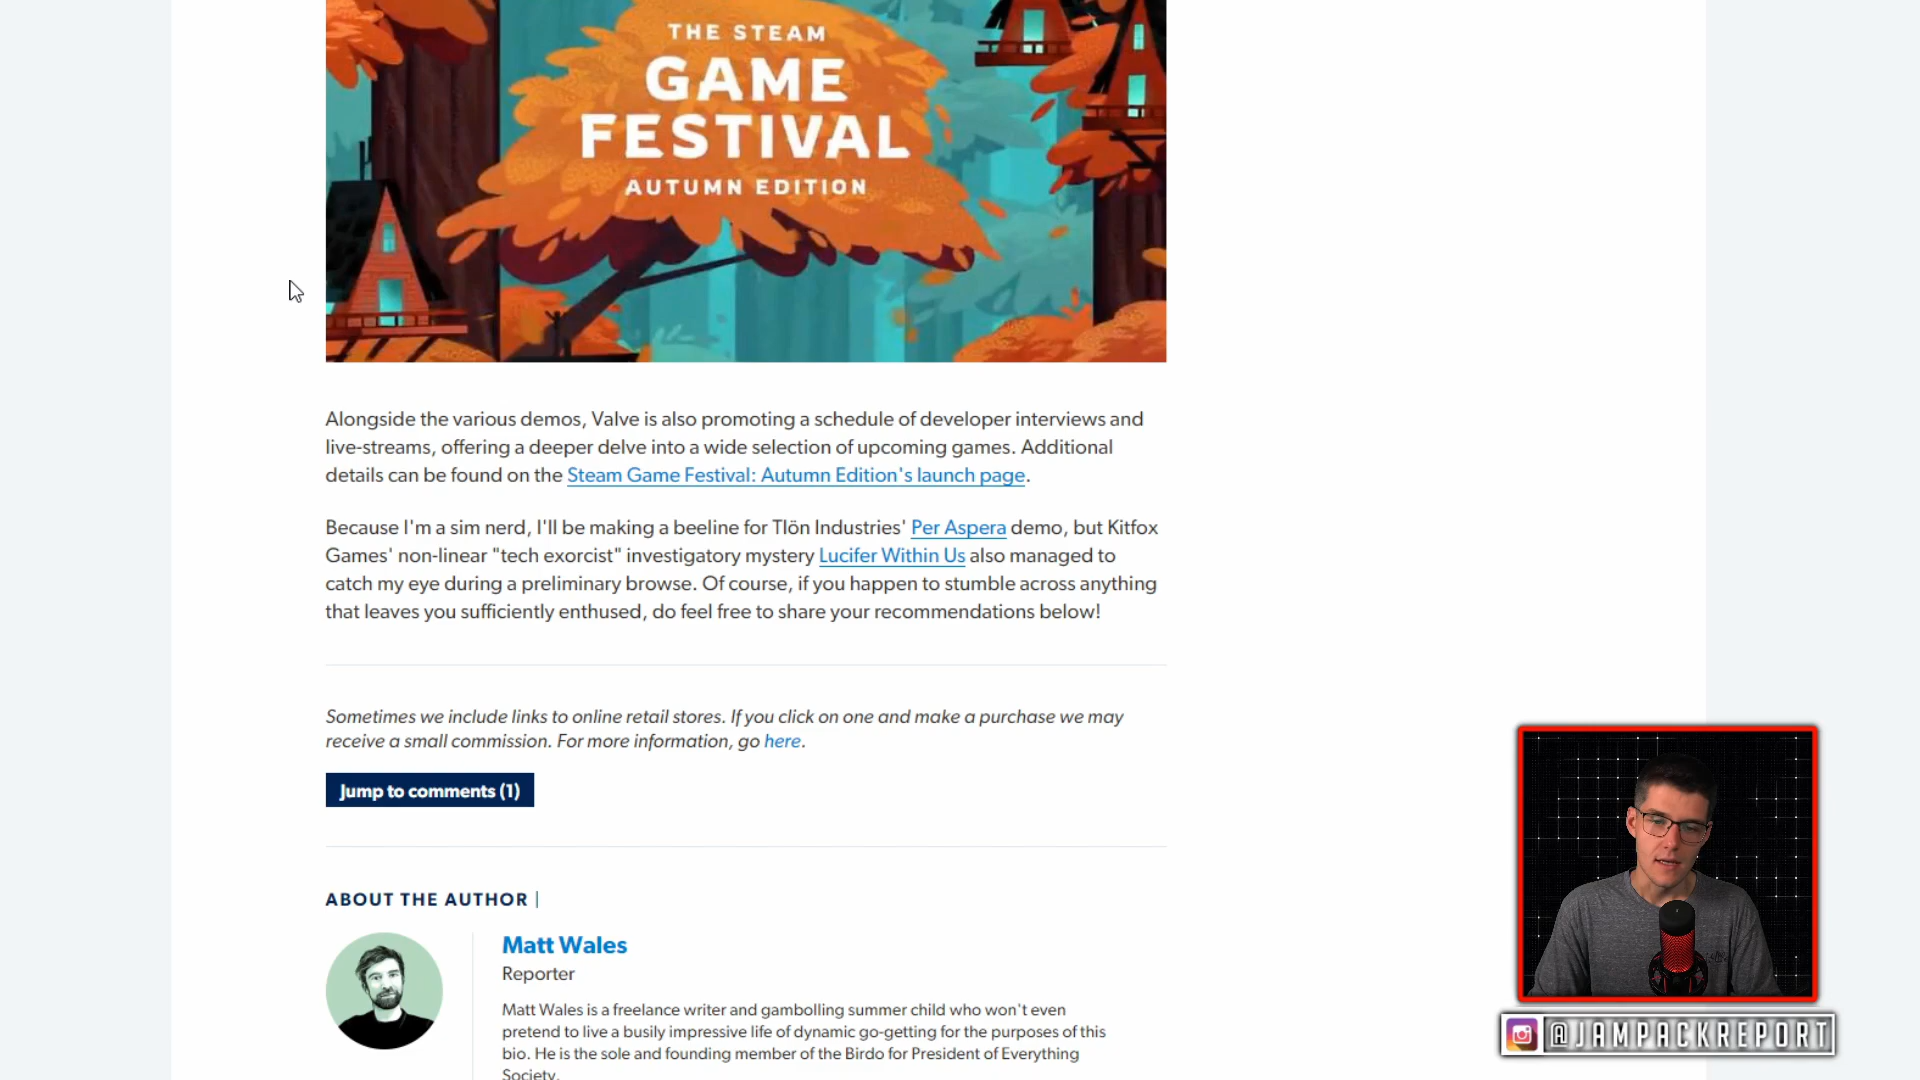 THE STEAM
GAME
FESTIVAL
AUTUMN EDITION
Alongside the various demos, Valve is also promoting a schedule of developer interviews and
live-streams, offering a deeper delve into a wide selection of upcoming games. Additional
details can be found on the Steam Game Festival: Autumn Edition's launch page.
Because I'm a sim nerd, I'll be making a beeline for Tlön Industries' Per Aspera demo, but Kitfox
Games' non-linear "tech exorcist" investigatory mystery Lucifer Within Us also managed to
catch my eye during a preliminary browse. Of course, if you happen to stumble across anything
that leaves you sufficiently enthused, do feel free to share your recommendations below!
Sometimes we include links to online retail stores. If you click on one and make a purchase we may
receive a small commission. For more information, go here.
Jump to comments (1)
ABOUT THE AUTHOR |
Matt Wales
Reporter
Matt Wales is a freelance writer and gambolling summer child who won't even
pretend to live a busily impressive life of dynamic go-getting for the purposes of this
bio. He is the sole and founding member of the Birdo for President of Everything
Society.
@JAMPACKREPORT